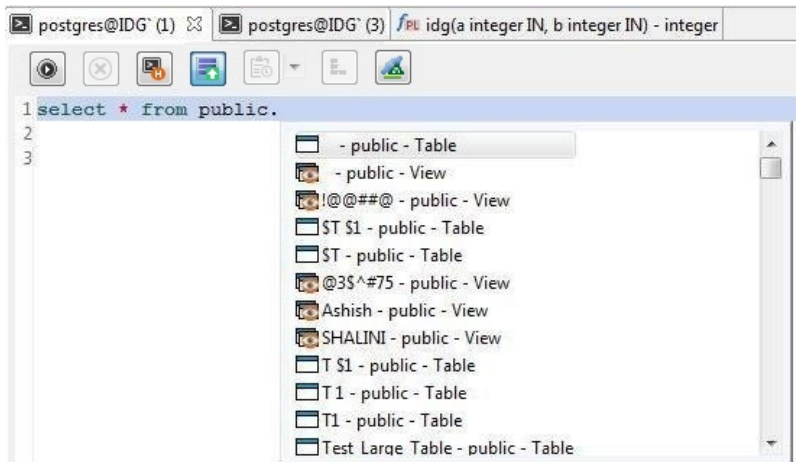 postgres@IDG` (1) postgres@IDG` (3) fPL idg(a integer IN, b integer IN) - integer
1 select * from public.
2
3
- public - Table
- public - View
!@@##@ - public - View
$T $1 - public - Table
$T - public - Table
@3$^#75 - public - View
Ashish - public - View
SHALINI - public - View
T $1 - public - Table
T 1 - public - Table
T1 - public - Table
Test Large Table - public - Table